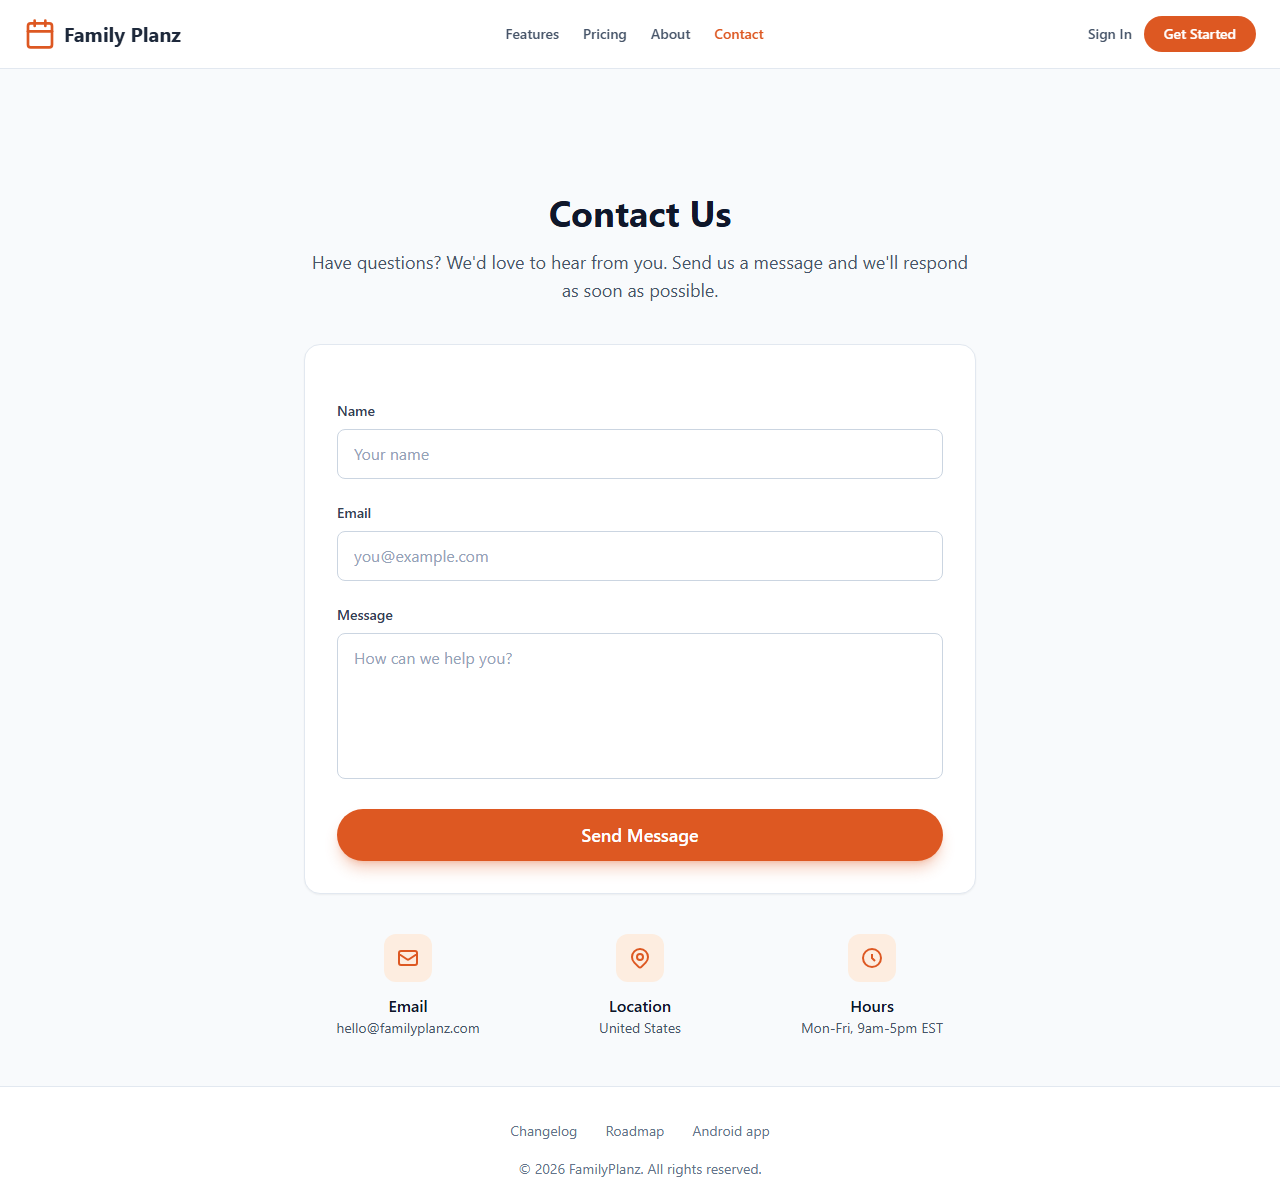 Family Planz
Features
Pricing
About
Contact
Sign In
Get Started
Contact Us
Have questions? We'd love to hear from you. Send us a message and we'll respond
as soon as possible.
Name
Your name
Email
you@example.com
Message
How can we help you?
Send Message
Email
hello@familyplanz.com
Location
United States
Hours
Mon-Fri, 9am-5pm EST
Changelog
Roadmap
Android app
© 2026 FamilyPlanz. All rights reserved.